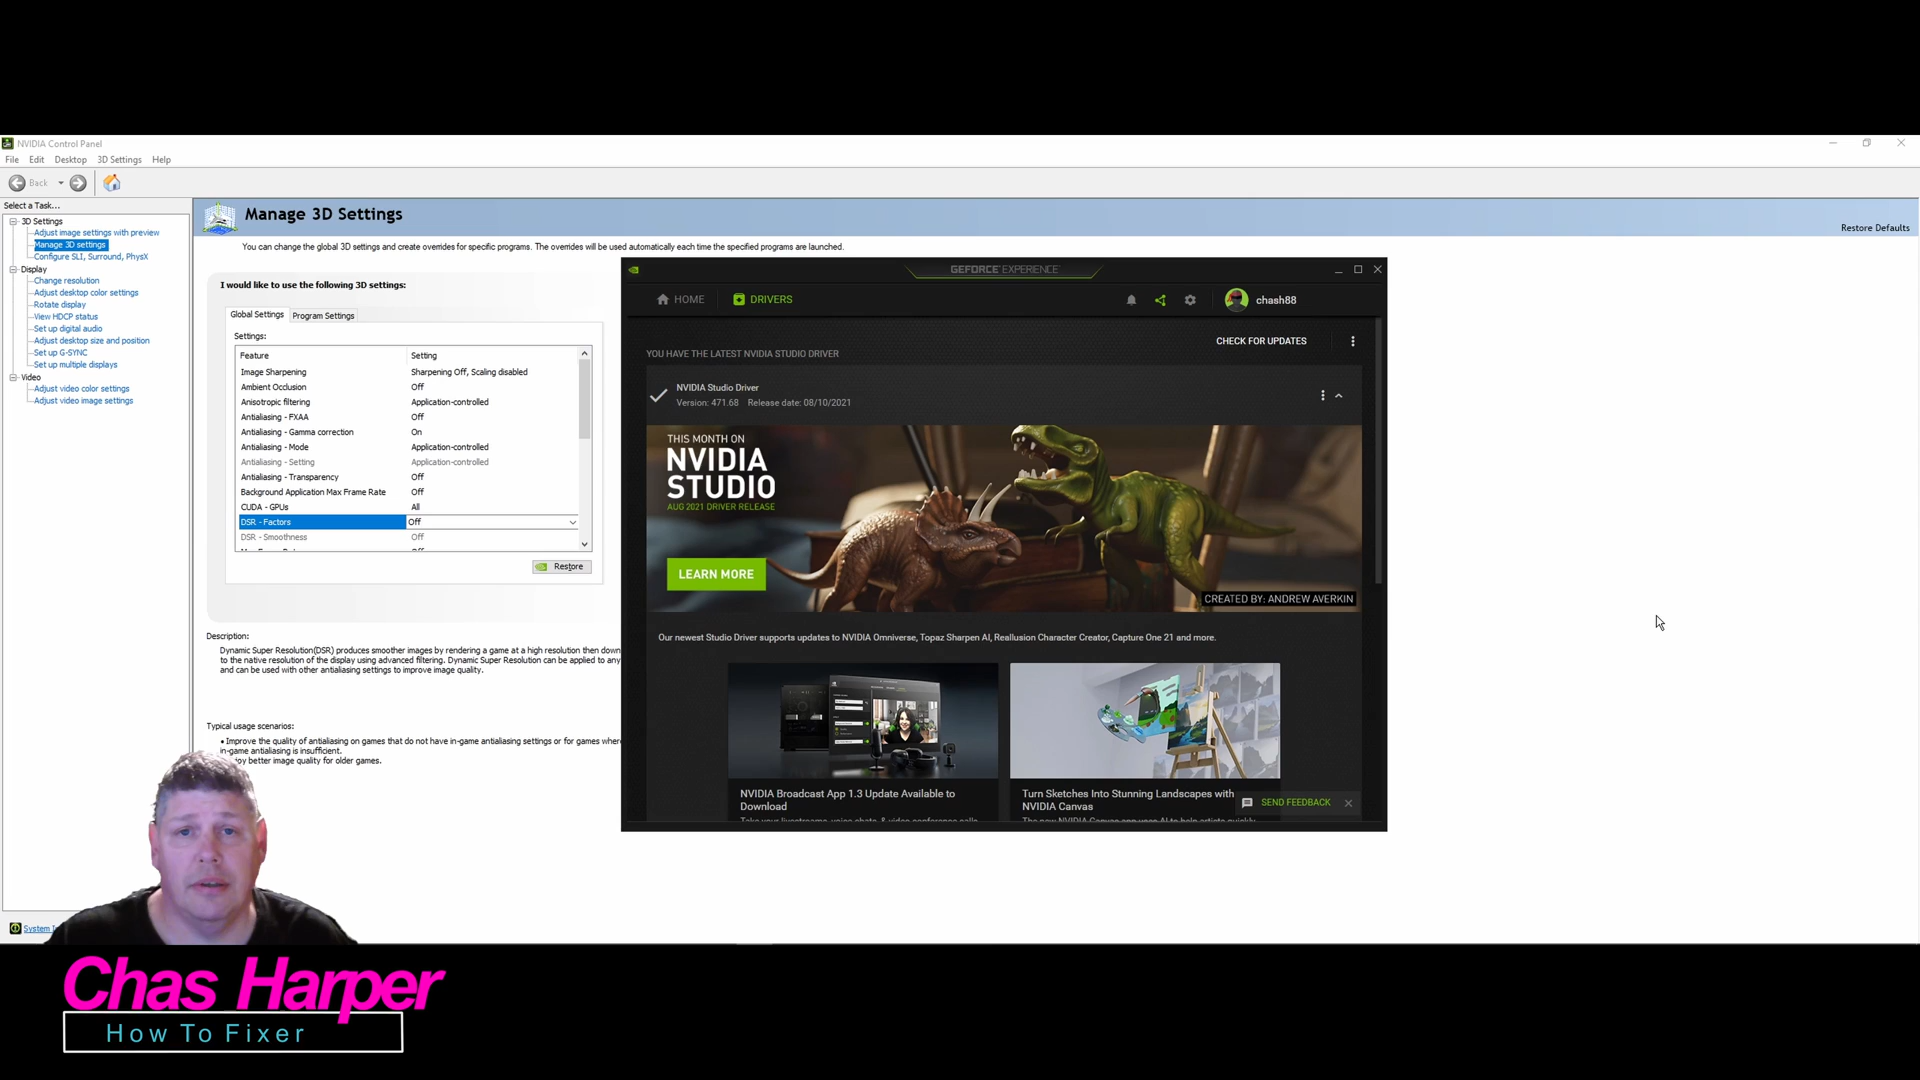 NVIDIA Control Panel
File Edit Desktop 3D Settings Help
Back
Select a Task...
3D Settings
Adjust image settings with preview
Manage 3D settings
Configure SLI, Surround, PhysX
Display
Change resolution
Adjust desktop color settings
Rotate display
View HDCP status
Set up digital audio
Adjust desktop size and position
Set up G-SYNC
Set up multiple displays
Video
Adjust video color settings
Adjust video image settings
System
Manage 3D Settings
Restore Defaults
You can change the global 3D settings and create overrides for specific programs. The overrides will be used automatically each time the specified programs are launched.
I would like to use the following 3D settings:
Global Settings Program Settings
Settings:
Feature Setting
Image Sharpening Sharpening Off, Scaling disabled
Ambient Occlusion Off
Anisotropic filtering Application-controlled
Antialiasing - FXAA Off
Antialiasing - Gamma correction On
Antialiasing - Mode Application-controlled
Antialiasing - Setting Application-controlled
Antialiasing - Transparency Off
Background Application Max Frame Rate Off
CUDA - GPUs All
DSR - Factors Off
DSR - Smoothness Off
Restore
Description:
Dynamic Super Resolution(DSR) produces smoother images by rendering a game at a high resolution then down
to the native resolution of the display using advanced filtering. Dynamic Super Resolution can be applied to any
and can be used with other antialiasing settings to improve image quality.
Typical usage scenarios:
• Improve the quality of antialiasing on games that do not have in-game antialiasing settings or for games where
in-game antialiasing is insufficient.
joy better image quality for older games.
GEFORCE EXPERIENCE
HOME DRIVERS chash88
CHECK FOR UPDATES
YOU HAVE THE LATEST NVIDIA STUDIO DRIVER
NVIDIA Studio Driver
Version: 471.68 Release date: 08/10/2021
THIS MONTH ON
NVIDIA
STUDIO
AUG 2021 DRIVER RELEASE
LEARN MORE
CREATED BY: ANDREW AVERKIN
Our newest Studio Driver supports updates to NVIDIA Omniverse, Topaz Sharpen AI, Reallusion Character Creator, Capture One 21 and more.
NVIDIA Broadcast App 1.3 Update Available to
Download
Turn Sketches Into Stunning Landscapes with
NVIDIA Canvas
SEND FEEDBACK
Chas Harper
How To Fixer